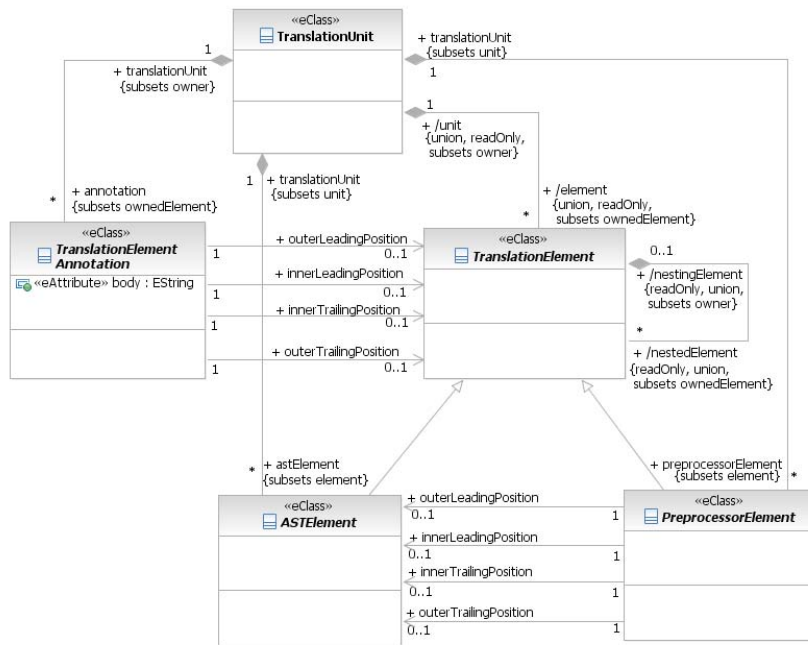 «eClass»
TranslationUnit
1
+ translationUnit
{subsets owner}
+ translationUnit
{subsets unit}
1
1
+ /unit
{union, readOnly,
subsets owner}
1
+ translationUnit
{subsets unit}
+ annotation
{subsets ownedElement}
*
+ /element
{union, readOnly,
subsets ownedElement}
*
«eClass»
TranslationElement
Annotation
«eAttribute» body : EString
1
+ outerLeadingPosition
0..1
1
+ innerLeadingPosition
0..1
1
+ innerTrailingPosition
0..1
1
+ outerTrailingPosition
0..1
«eClass»
TranslationElement
0..1
+ /nestingElement
{readOnly, union,
subsets owner}
*
+ /nestedElement
{readOnly, union,
subsets ownedElement}
*
+ astElement
{subsets element}
+ preprocessorElement
{subsets element}
*
«eClass»
ASTElement
+ outerLeadingPosition
0..1
1
+ innerLeadingPosition
0..1
1
+ innerTrailingPosition
0..1
1
+ outerTrailingPosition
0..1
1
«eClass»
PreprocessorElement